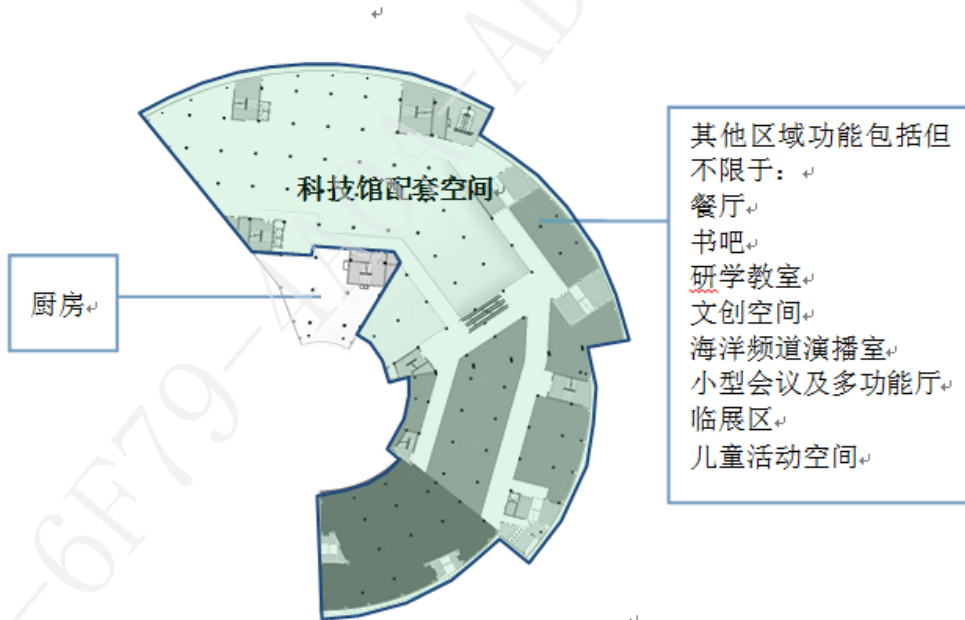 科技馆配套空间
厨房
其他区域功能包括但
不限于：
餐厅
书吧
研学教室
文创空间
海洋频道演播室
小型会议及多功能厅
临展区
儿童活动空间